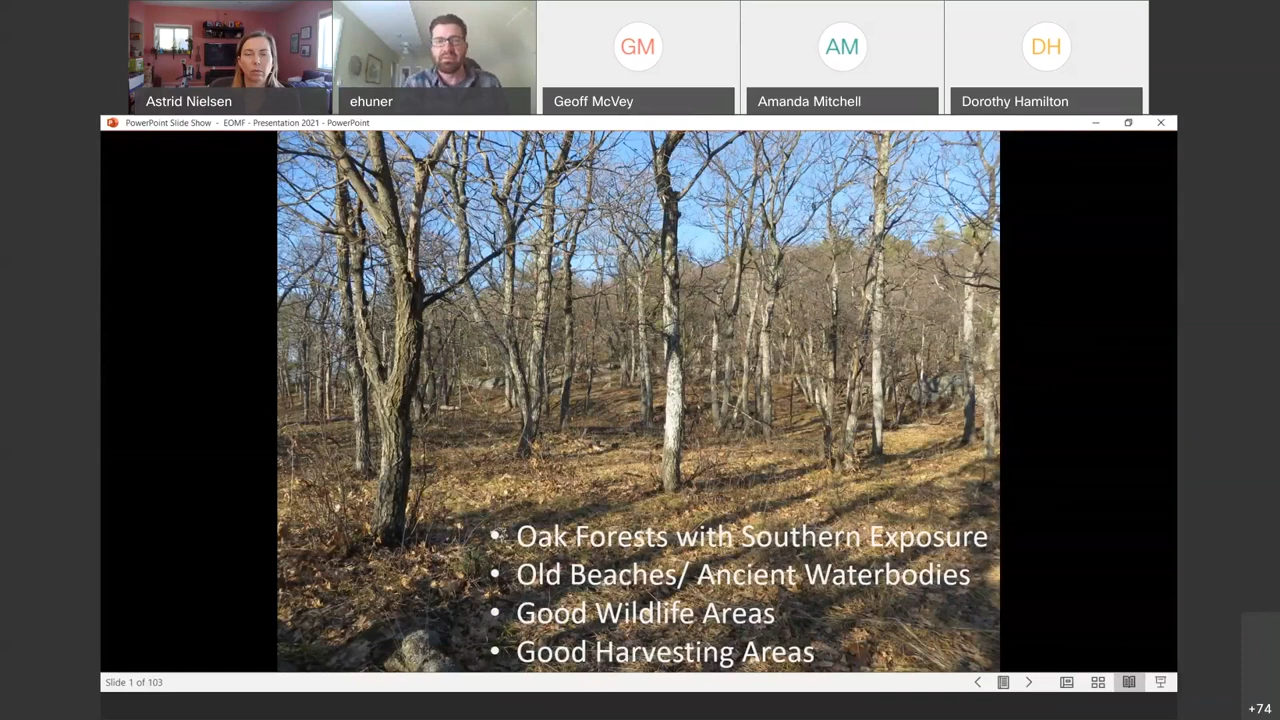 GM
AM
DH
Astrid Nielsen
ehuner
Geoff McVey
Amanda Mitchell
Dorothy Hamilton
PowerPoint Slide Show - EOMF - Presentation 2021 - PowerPoint
• Oak Forests with Southern Exposure
• Old Beaches/ Ancient Waterbodies
• Good Wildlife Areas
• Good Harvesting Areas
Slide 1 of 103
+74